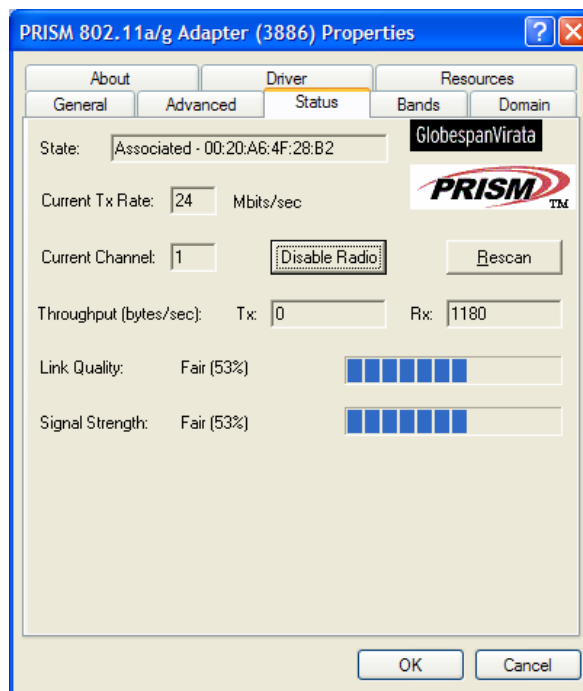 PRISM 802.11a/g Adapter (3886) Properties
About Driver Resources
General Advanced Status Bands Domain
GlobespanVirata
State: Associated - 00:20:A6:4F:28:B2
PRISM TM
Current Tx Rate: 24 Mbits/sec
Current Channel: 1 Disable Radio Rescan
Throughput (bytes/sec): Tx: 0 Rx: 1180
Link Quality: Fair (53%)
Signal Strength: Fair (53%)
OK Cancel